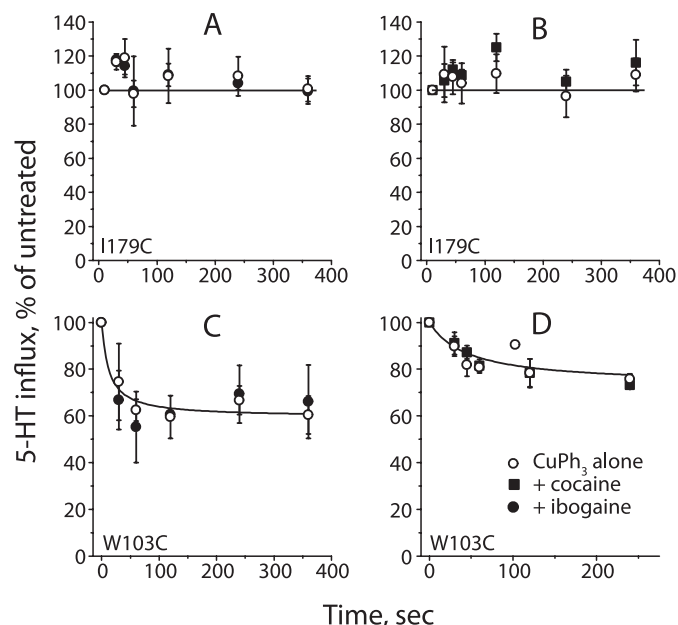 5-HT influx, % of untreated
A
140
120
100
80
60
40
20
0
I179C
0 100 200 300 400
B
140
120
100
80
60
40
20
0
I179C
0 100 200 300 400
C
100
80
60
40
20
0
W103C
0 100 200 300 400
D
100
80
60
40
20
0
CuPh₃ alone
+ cocaine
+ ibogaine
W103C
0 100 200
Time, sec